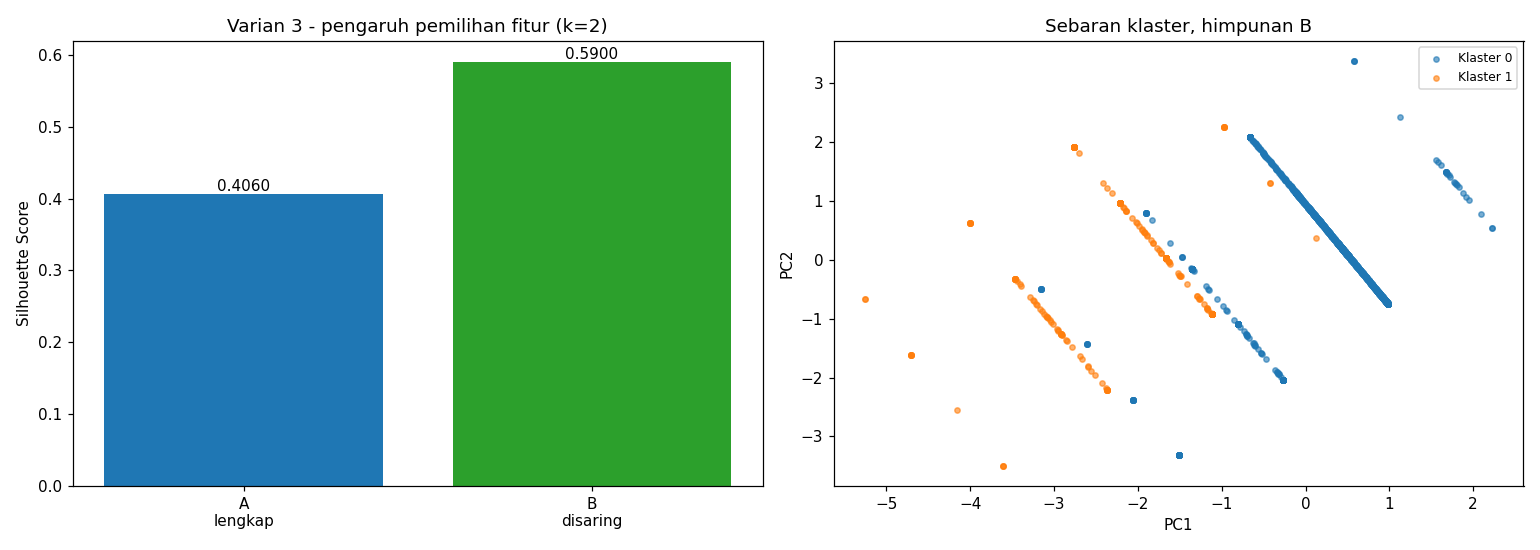 Varian 3 - pengaruh pemilihan fitur (k=2)
Silhouette Score
0.6
0.5
0.4
0.3
0.2
0.1
0.0
0.4060
0.5900
A
lengkap
B
disaring
Sebaran klaster, himpunan B
Klaster 0
Klaster 1
PC2
3
2
1
0
−1
−2
−3
−5
−4
−3
−2
−1
0
1
2
PC1